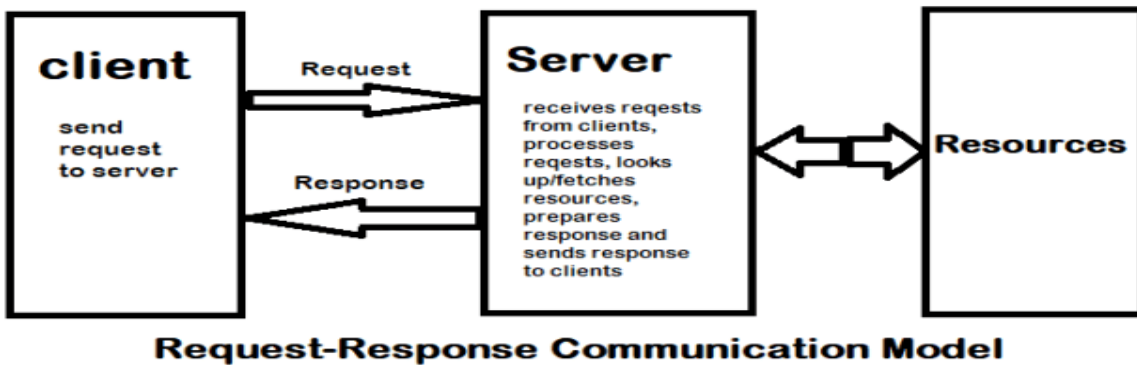 client
send
request
to server
Request
Response
Server
receives reqests
from clients,
processes
reqests, looks
up/fetches
resources,
prepares
response and
sends response
to clients
Resources
Request-Response Communication Model